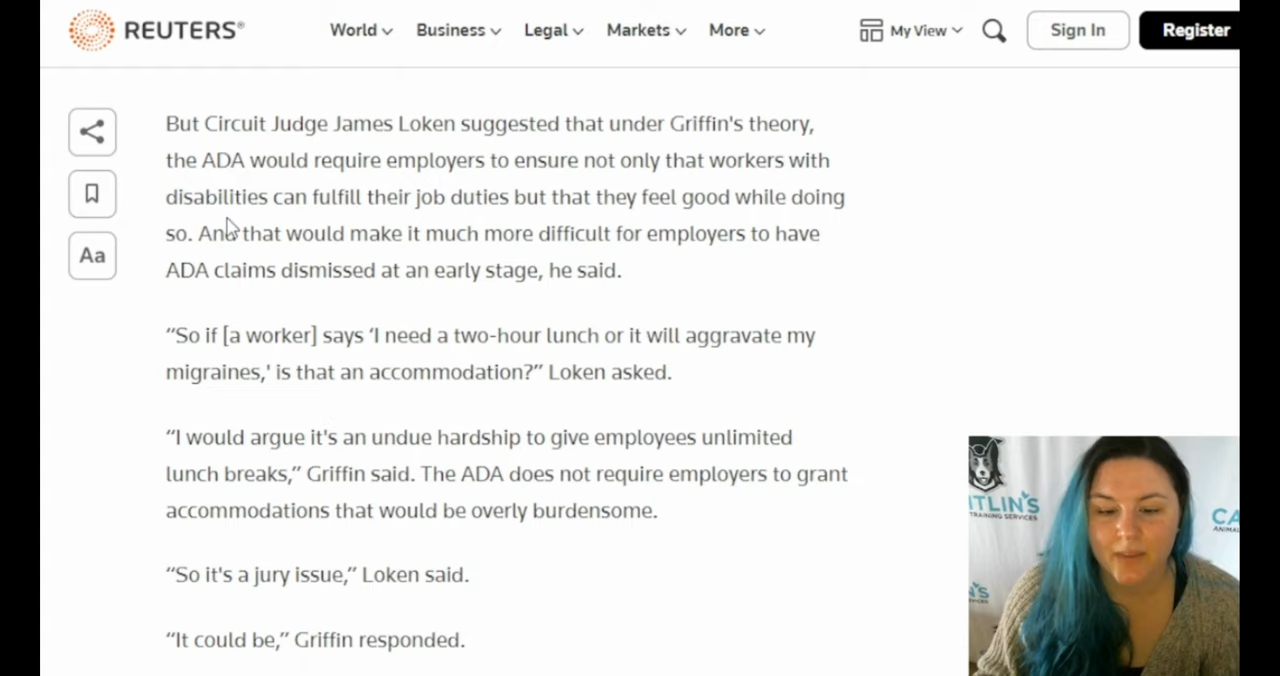 REUTERS®
World
Business
Legal
Markets
More
My View
Sign In
Register
Aa
But Circuit Judge James Loken suggested that under Griffin's theory,
the ADA would require employers to ensure not only that workers with
disabilities can fulfill their job duties but that they feel good while doing
so. And that would make it much more difficult for employers to have
ADA claims dismissed at an early stage, he said.
“So if [a worker] says ‘I need a two-hour lunch or it will aggravate my
migraines,' is that an accommodation?” Loken asked.
“I would argue it's an undue hardship to give employees unlimited
lunch breaks,” Griffin said. The ADA does not require employers to grant
accommodations that would be overly burdensome.
“So it's a jury issue,” Loken said.
“It could be,” Griffin responded.
ITLIN'S
TRAINING SERVICES
CA
ANIMAL
N'S
SERVICES